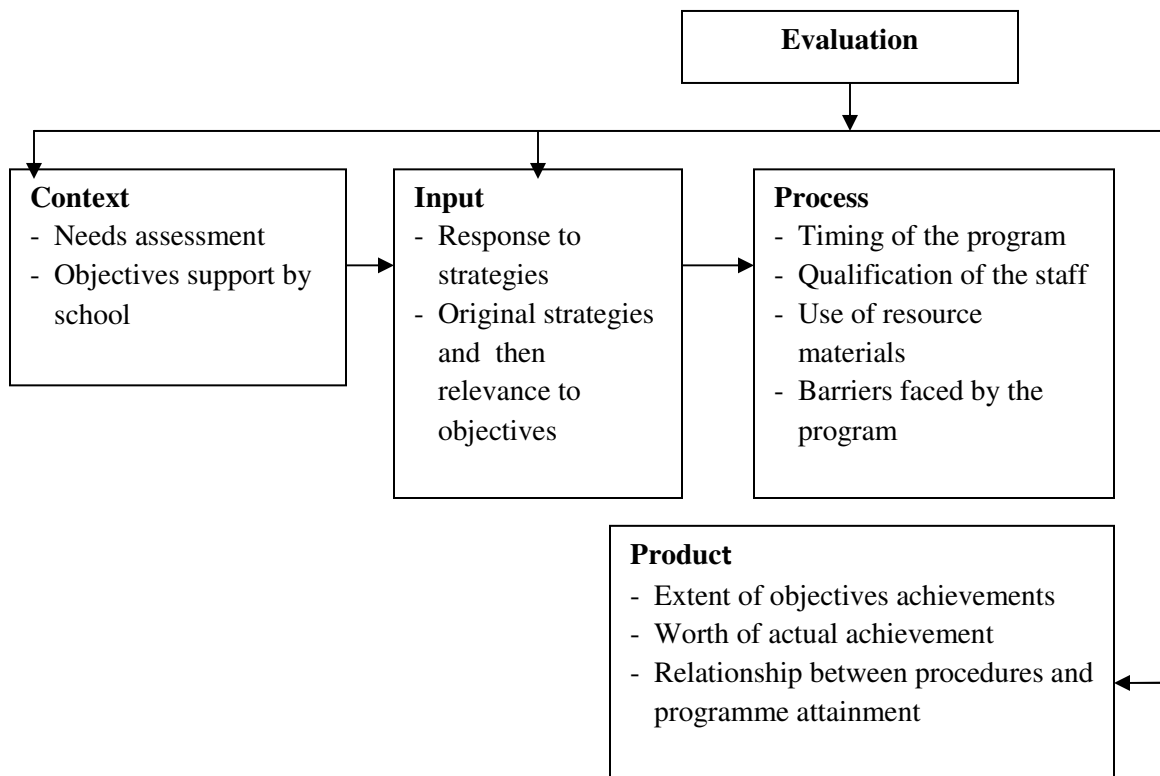 Evaluation
Context
- Needs assessment
- Objectives support by
school
Input
- Response to
strategies
- Original strategies
and then
relevance to
objectives
Process
- Timing of the program
- Qualification of the staff
- Use of resource
materials
- Barriers faced by the
program
Product
- Extent of objectives achievements
- Worth of actual achievement
- Relationship between procedures and
programme attainment